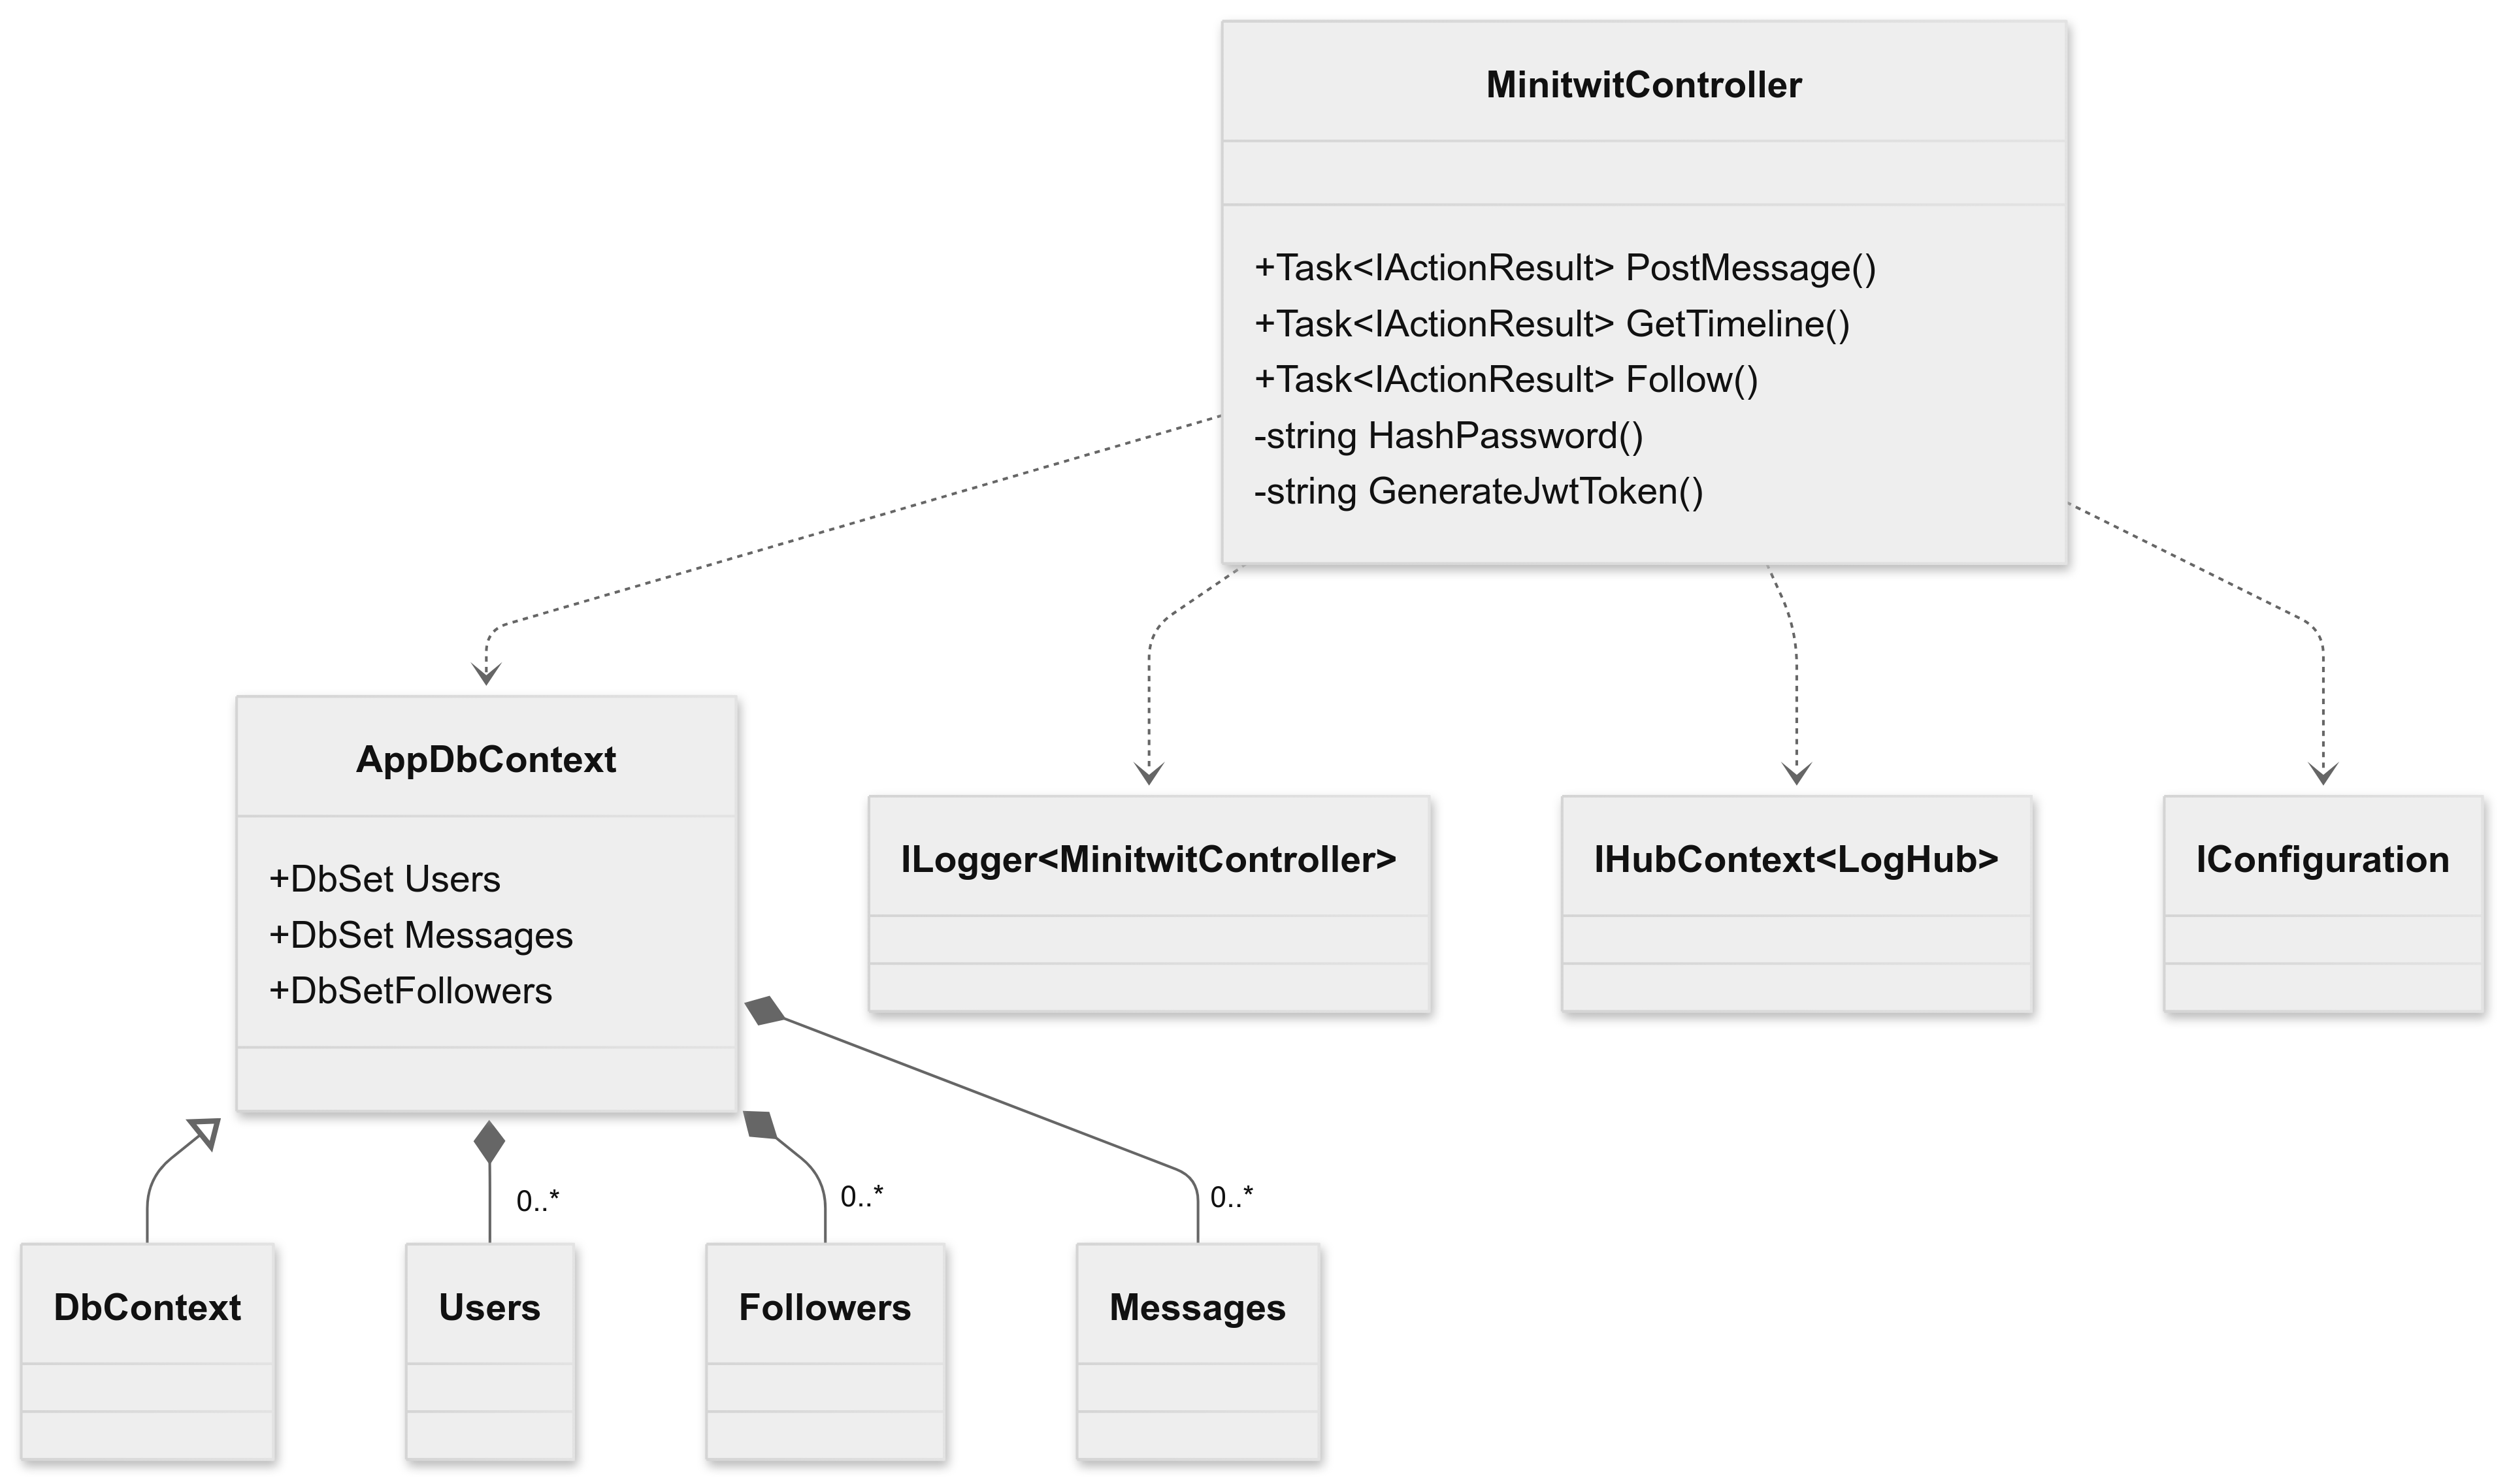 MinitwitController
+Task<IActionResult> PostMessage()
+Task<IActionResult> GetTimeline()
+Task<IActionResult> Follow()
-string HashPassword()
-string GenerateJwtToken()
AppDbContext
+DbSet Users
+DbSet Messages
+DbSetFollowers
ILogger<MinitwitController>
IHubContext<LogHub>
IConfiguration
0..*
0..*
0..*
DbContext
Users
Followers
Messages